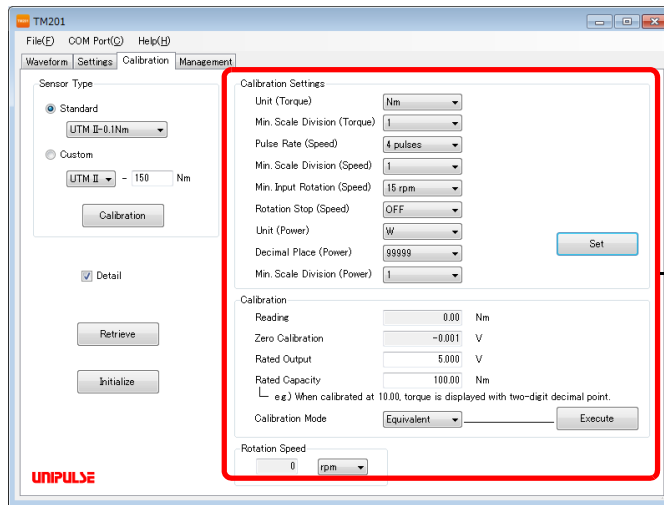 TM201
File(F) COM Port(C) Help(H)
Waveform Settings Calibration Management
Sensor Type
Standard
UTM II-0.1Nm
Custom
UTM II - 150 Nm
Calibration
Detail
Retrieve
Initialize
UNIPULSE
Calibration Settings
Unit (Torque) Nm
Min. Scale Division (Torque) 1
Pulse Rate (Speed) 4 pulses
Min. Scale Division (Speed) 1
Min. Input Rotation (Speed) 15 rpm
Rotation Stop (Speed) OFF
Unit (Power) W
Decimal Place (Power) 99999
Min. Scale Division (Power) 1
Set
Calibration
Reading 0.00 Nm
Zero Calibration -0.001 V
Rated Output 5.000 V
Rated Capacity 100.00 Nm
e.g.) When calibrated at 10.00, torque is displayed with two-digit decimal point.
Calibration Mode Equivalent Execute
Rotation Speed
0 rpm